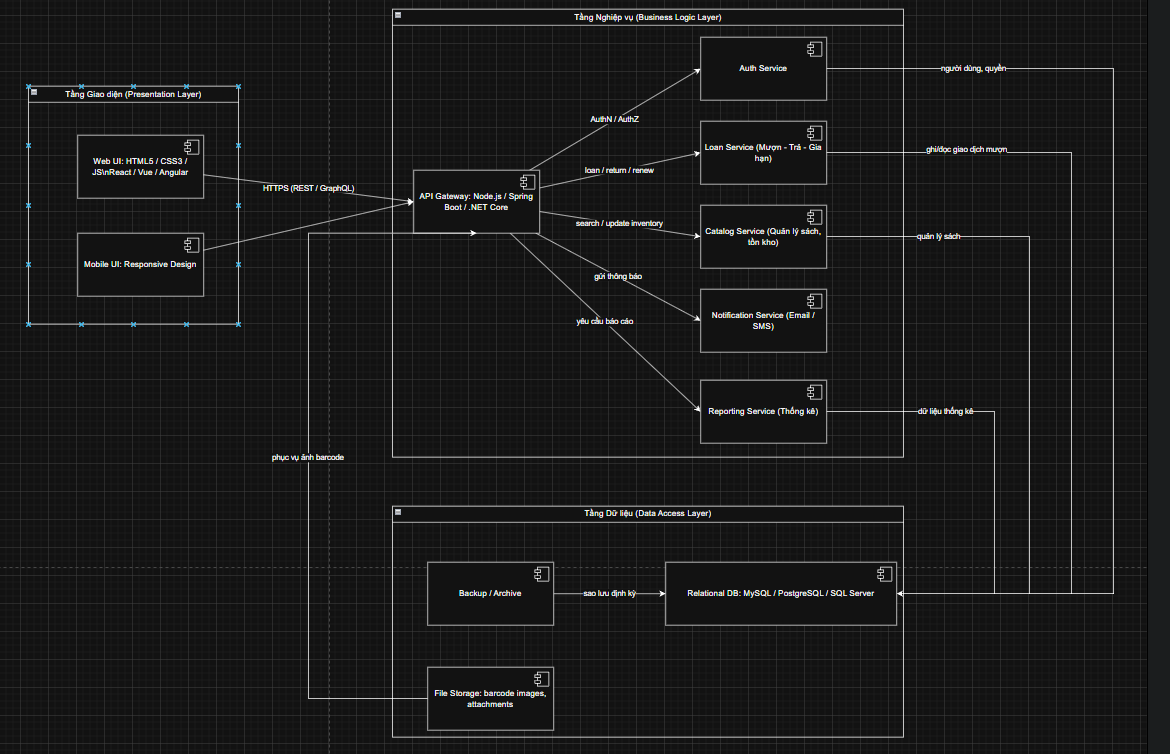 Tầng Nghiệp vụ (Business Logic Layer)
Auth Service
người dùng, quyền
Tầng Giao diện (Presentation Layer)
AuthN / AuthZ
Web UI: HTML5 / CSS3 /
JS\nReact / Vue / Angular
Loan Service (Mượn - Trả - Gia
hạn)
ghi/đọc giao dịch mượn
loan / return / renew
HTTPS (REST / GraphQL)
API Gateway: Node.js / Spring
Boot / .NET Core
search / update inventory
Catalog Service (Quản lý sách,
tồn kho)
quản lý sách
Mobile UI: Responsive Design
gửi thông báo
Notification Service (Email /
SMS)
yêu cầu báo cáo
Reporting Service (Thống kê)
dữ liệu thống kê
phục vụ ảnh barcode
Tầng Dữ liệu (Data Access Layer)
Backup / Archive
sao lưu định kỳ
Relational DB: MySQL / PostgreSQL / SQL Server
File Storage: barcode images,
attachments